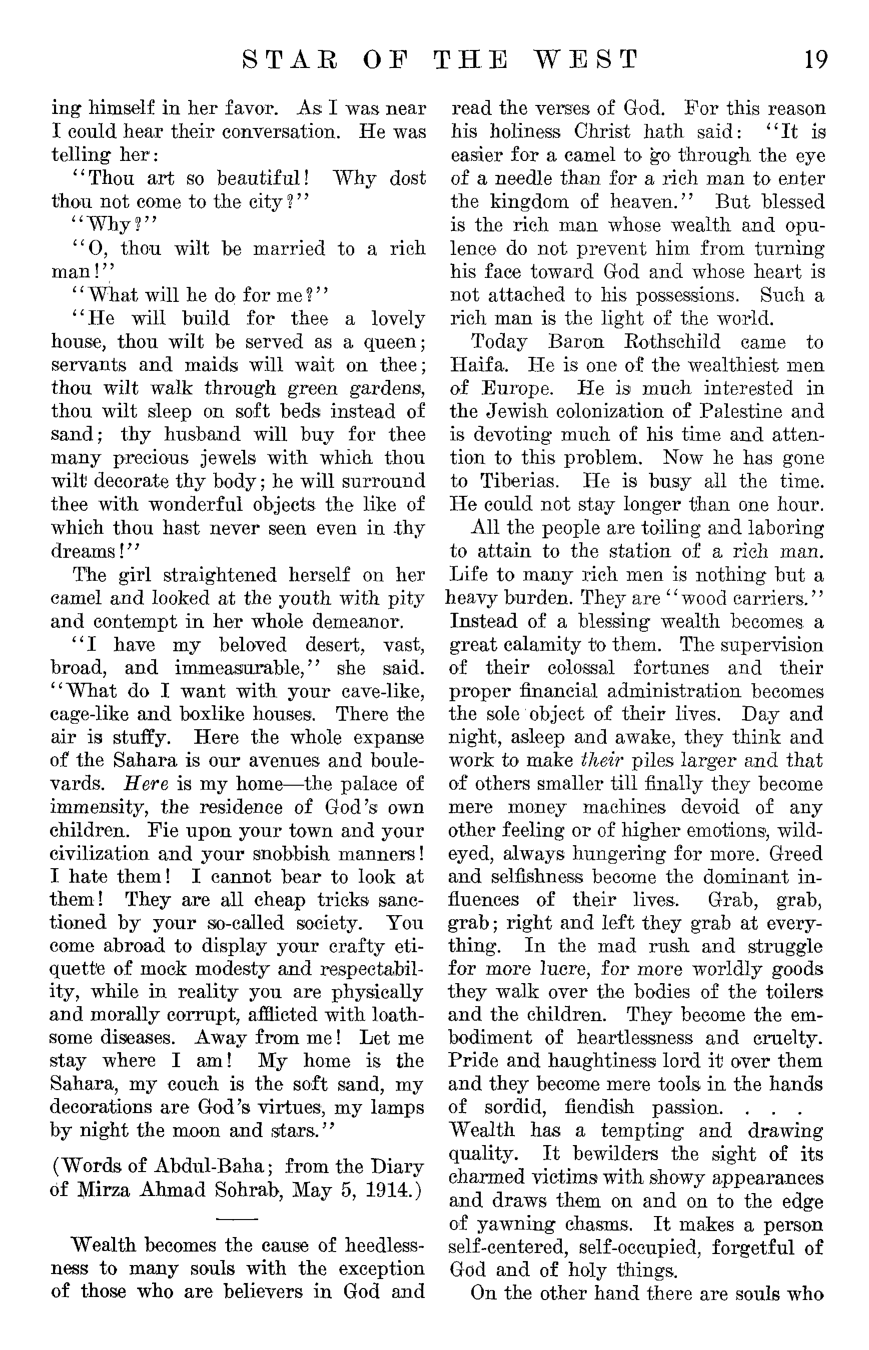 STAR OF THE WEST 19
ing himself in her favor. As I was near
I could hear their conversation. He was
telling her:
"Thou art so beautiful! Why dost
thou not come to the city?"
"Why?"
"O, thou wilt be married to a rich
man!"
"What will he do for me?"
"He will build for thee a lovely
house, thou wilt be served as a queen;
servants and maids will wait on thee;
thou wilt walk through green gardens,
thou wilt sleep on soft beds instead of
sand; thy husband will buy for thee
many precious jewels with which thou
wilt decorate thy body; he will surround
thee with wonderful objects the like of
which thou hast never seen even in thy
dreams!"
The girl straightened herself on her
camel and looked at the youth with pity
and contempt in her whole demeanor.
"I have my beloved desert, vast,
broad, and immeasurable," she said.
"What do I want with your cave-like,
cage-like and boxlike houses. There the
air is stuffy. Here the whole expanse
of the Sahara is our avenues and boule-
vards. Here is my home—the palace of
immensity, the residence of God's own
children. Fie upon your town and your
civilization and your snobbish manners!
I hate them! I cannot bear to look at
them! They are all cheap tricks sanc-
tioned by your so-called society. You
come abroad to display your crafty eti-
quette of mock modesty and respectabil-
ity, while in reality you are physically
and morally corrupt, afflicted with loath-
some diseases. Away from me! Let me
stay where I am! My home is the
Sahara, my couch is the soft sand, my
decorations are God's virtues, my lamps
by night the moon and stars."
(Words of Abdul-Baha; from the Diary
of Mirza Ahmad Sohrab, May 5, 1914.)
Wealth becomes the cause of heedless-
ness to many souls with the exception
of those who are believers in God and
read the verses of God. For this reason
his holiness Christ hath said: "It is
easier for a camel to go through the eye
of a needle than for a rich man to enter
the kingdom of heaven." But blessed
is the rich man whose wealth and opu-
lence do not prevent him from turning
his face toward God and whose heart is
not attached to his possessions. Such a
rich man is the light of the world.
Today Baron Rothschild came to
Haifa. He is one of the wealthiest men
of Europe. He is much interested in
the Jewish colonization of Palestine and
is devoting much of his time and atten-
tion to this problem. Now he has gone
to Tiberias. He is busy all the time.
He could not stay longer than one hour.
All the people are toiling and laboring
to attain to the station of a rich man.
Life to many rich men is nothing but a
heavy burden. They are "wood carriers."
Instead of a blessing wealth becomes a
great calamity to them. The supervision
of their colossal fortunes and their
proper financial administration becomes
the sole object of their lives. Day and
night, asleep and awake, they think and
work to make their piles larger and that
of others smaller till finally they become
mere money machines devoid of any
other feeling or of higher emotions, wild-
eyed, always hungering for more. Greed
and selfishness become the dominant in-
fluences of their lives. Grab, grab,
grab; right and left they grab at every-
thing. In the mad rush and struggle
for more lucre, for more worldly goods
they walk over the bodies of the toilers
and the children. They become the em-
bodiment of heartlessness and cruelty.
Pride and haughtiness lord it over them
and they become mere tools in the hands
of sordid, fiendish passion. . . .
Wealth has a tempting and drawing
quality. It bewilders the sight of its
charmed victims with showy appearances
and draws them on and on to the edge
of yawning chasms. It makes a person
self-centered, self-occupied, forgetful of
God and of holy things.
On the other hand there are souls who